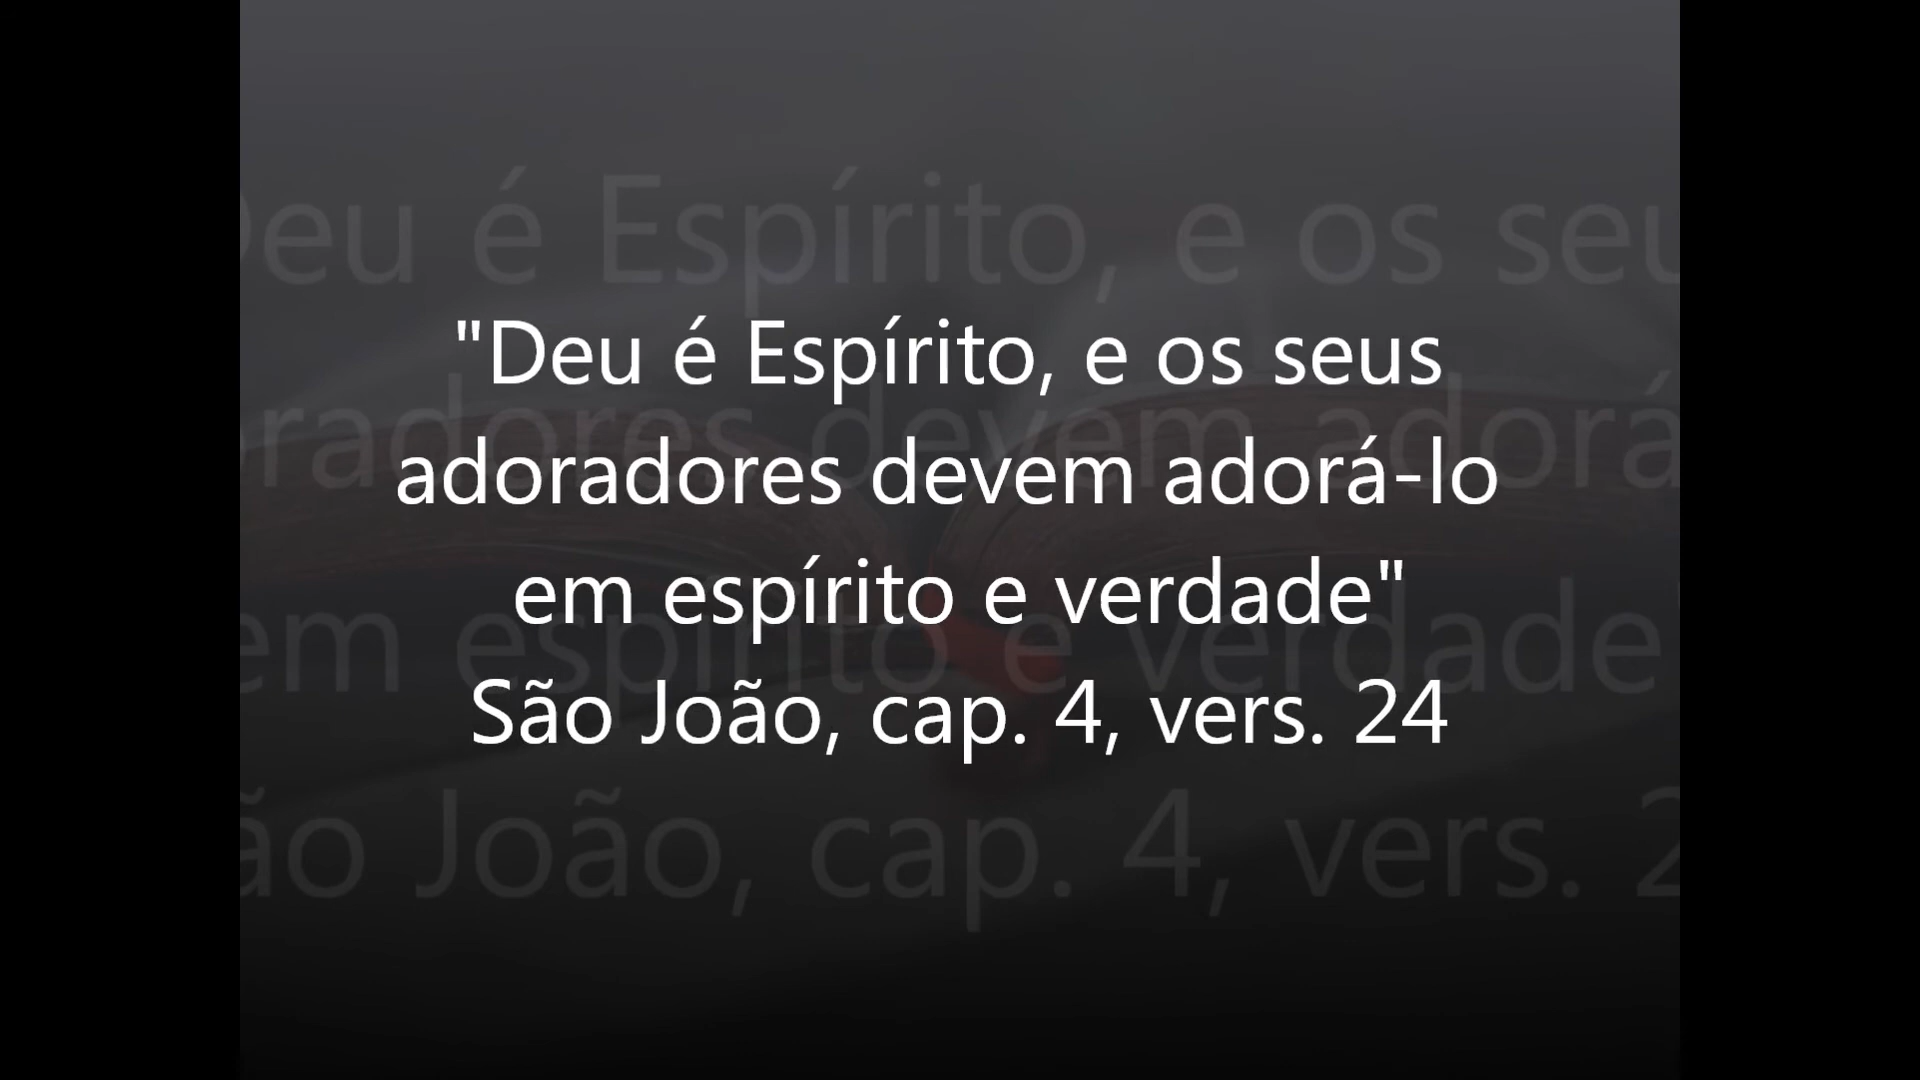 "Deu é Espírito, e os seus
adoradores devem adorá-lo
em espírito e verdade"
São João, cap. 4, vers. 24